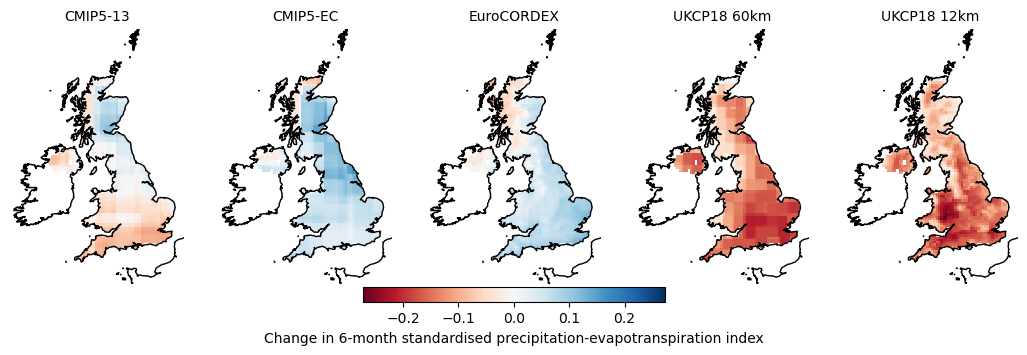 CMIP5-13 CMIP5-EC EuroCORDEX UKCP18 60km UKCP18 12km
−0.2 −0.1 0.0 0.1 0.2
Change in 6-month standardised precipitation-evapotranspiration index